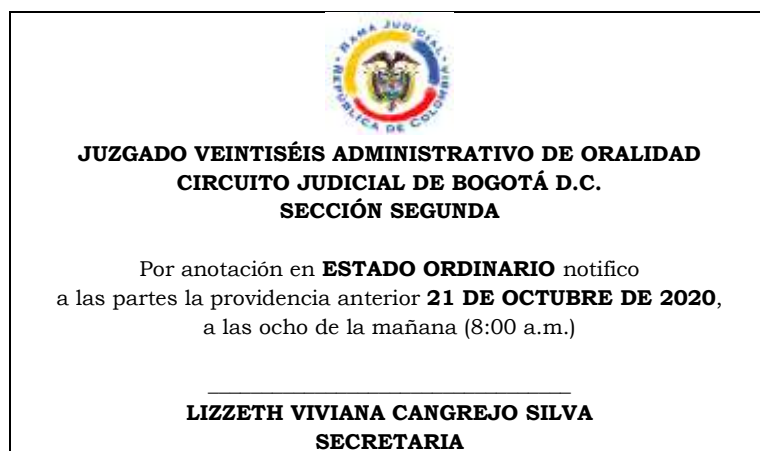 RAMA JUDICIAL
REPÚBLICA DE COLOMBIA
JUZGADO VEINTISÉIS ADMINISTRATIVO DE ORALIDAD
CIRCUITO JUDICIAL DE BOGOTÁ D.C.
SECCIÓN SEGUNDA
Por anotación en ESTADO ORDINARIO notifico
a las partes la providencia anterior 21 DE OCTUBRE DE 2020,
a las ocho de la mañana (8:00 a.m.)
LIZZETH VIVIANA CANGREJO SILVA
SECRETARIA